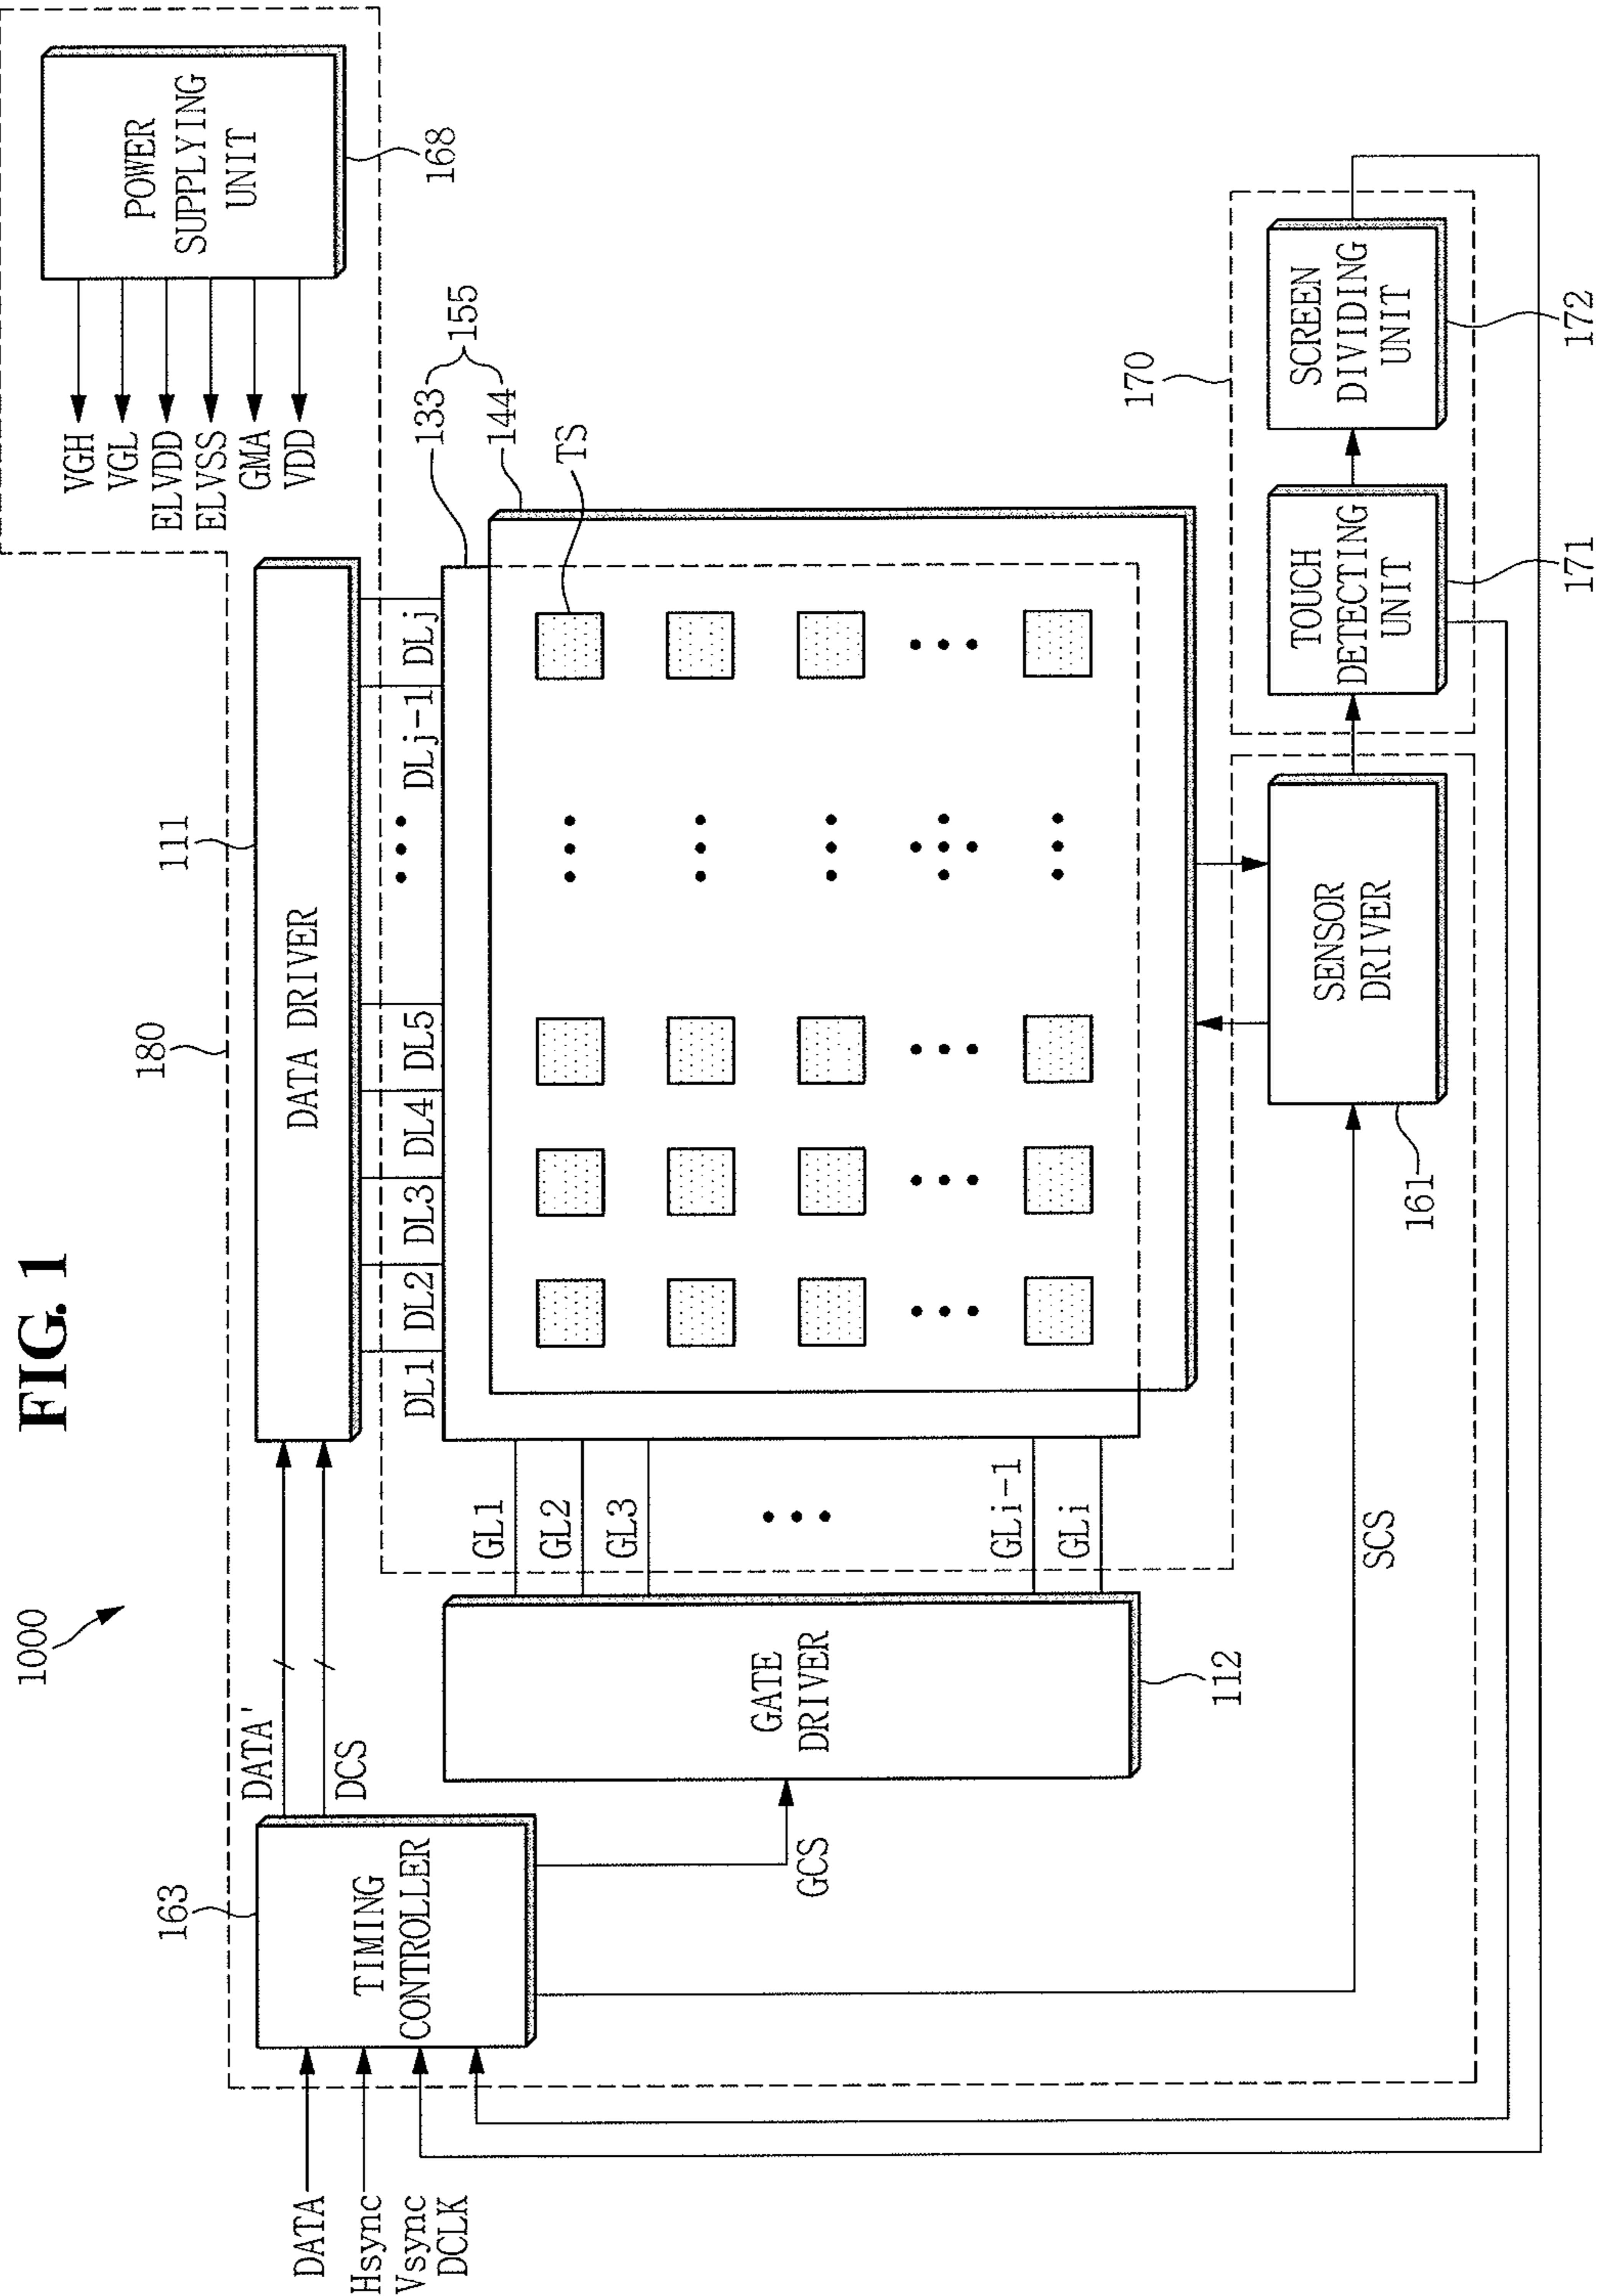 FIG. 1
1000
180
111
163
DATA
Hsync
Vsync
DCLK
TIMING
CONTROLLER
DATA'
DCS
GCS
SCS
DATA DRIVER
DL1
DL2
DL3
DL4
DL5
DLj-1
DLj
POWER
SUPPLYING
UNIT
168
VGH
VGL
ELVDD
ELVSS
GMA
VDD
133
144
155
TS
GATE
DRIVER
112
GL1
GL2
GL3
GLi-1
GLi
SENSOR
DRIVER
161
170
TOUCH
DETECTING
UNIT
171
SCREEN
DIVIDING
UNIT
172